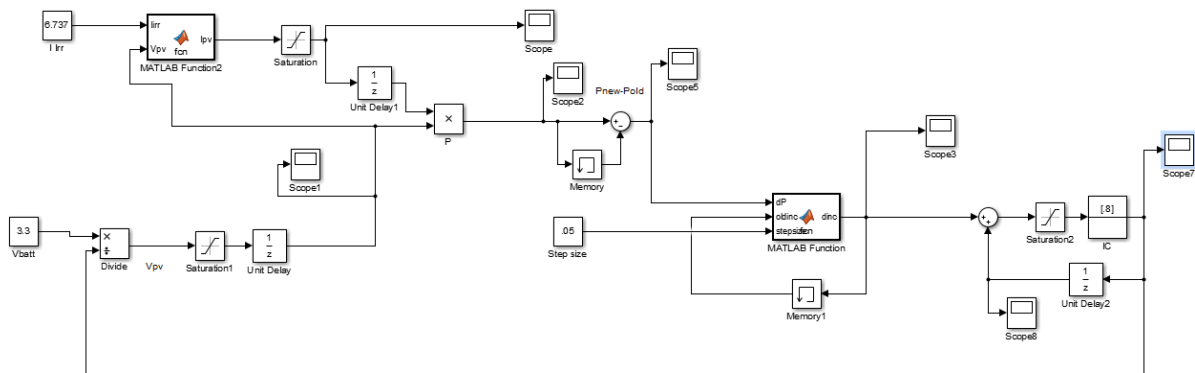 6.737
I Irr
Iirr
Vpv
Ipv
fcn
MATLAB Function2
Saturation
Scope
1
z
Unit Delay1
×
P
Scope2
Pnew-Pold
Scope5
+
−
Memory
Scope1
3.3
Vbatt
×
÷
Divide
Vpv
Saturation1
1
z
Unit Delay
.05
Step size
dP
oldinc
dinc
MATLAB Function
Memory1
Scope3
+
+
Saturation2
[.8]
IC
1
z
Unit Delay2
Scope8
Scope7